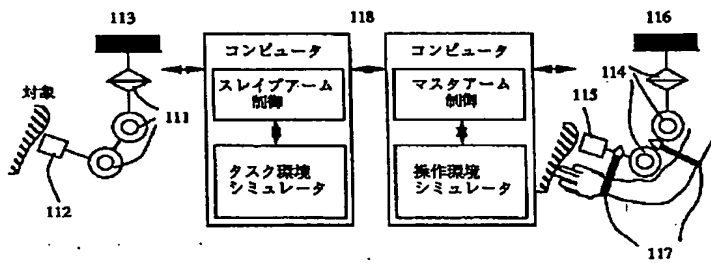 113
118
116
コンピュータ
コンピュータ
対象
スレイブアーム
制御
マスタアーム
制御
114
111
115
112
タスク環境
シミュレータ
操作環境
シミュレータ
117